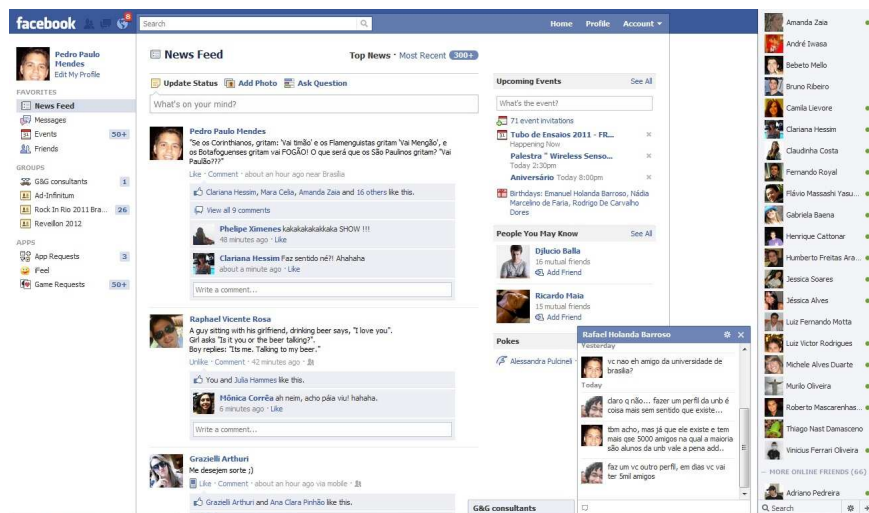 facebook
8
Search
Home Profile Account
Pedro Paulo
Mendes
Edit My Profile
FAVORITES
News Feed
Messages
Events 50+
Friends
GROUPS
G&G consultants 1
Ad-Infinitum
Rock In Rio 2011 Bra... 26
Reveillon 2012
APPS
App Requests 3
iFeel
Game Requests 50+
News Feed
Top News · Most Recent 300+
Update Status Add Photo Ask Question
What's on your mind?
Pedro Paulo Mendes
"Se os Corinthianos, gritam: 'Vai timão' e os Flamenguistas gritam 'Vai Mengão', e
os Botafoguenses gritam vai FOGÃO! O que será que os São Paulinos gritam? "Vai
Paulão???"
Like · Comment · about an hour ago near Brasilia
Clariana Hessim, Mara Celia, Amanda Zaia and 16 others like this.
View all 9 comments
Phelipe Ximenes kakakakakakkaka SHOW !!!
48 minutes ago · Like
Clariana Hessim Faz sentido né?! Ahahaha
about a minute ago · Like
Write a comment...
Raphael Vicente Rosa
A guy sitting with his girlfriend, drinking beer says, "I love you".
Girl asks "Is it you or the beer talking?".
Boy replies: "Its me. Talking to my beer."
Unlike · Comment · 42 minutes ago ·
You and Julia Hammes like this.
Mônica Corrêa ah neim, acho páia viu! hahaha.
6 minutes ago · Like
Write a comment...
Grazielli Arthuri
Me desejem sorte ;)
Like · Comment · about an hour ago via mobile ·
Grazielli Arthuri and Ana Clara Pinhão like this.
Upcoming Events See All
What's the event?
71 event invitations
Tubo de Ensaios 2011 - FR... ×
Happening Now
Palestra " Wireless Senso... ×
Today 2:30pm
Aniversário Today 8:00pm ×
Birthdays: Emanuel Holanda Barroso, Nádia
Marcelino de Faria, Rodrigo De Carvalho
Dores
People You May Know See All
Djlucio Balla
16 mutual friends
Add Friend
Ricardo Maia
15 mutual friends
Add Friend
Pokes
Alessandra Pulcineli
G&G consultants
Rafael Holanda Barroso ×
Yesterday
vc nao eh amigo da universidade de
brasilia?
Today
claro q não... fazer um perfil da unb é
coisa mais sem sentido que existe...
tbm acho, mas já que ele existe e tem
mais qse 5000 amigos na qual a maioria
são alunos da unb vale a pena add..
faz um vc outro perfil, em dias vc vai
ter 5mil amigos
Amanda Zaia
André Iwasa
Bebeto Mello
Bruno Ribeiro
Camila Lievore
Clariana Hessim
Claudinha Costa
Fernando Royal
Flávio Massashi Yasu...
Gabriela Baena
Henrique Cattonar
Humberto Freitas Ara...
Jessica Soares
Jéssica Alves
Luiz Fernando Motta
Luiz Victor Rodrigues
Michele Alves Duarte
Murilo Oliveira
Roberto Mascarenhas...
Thiago Nast Damasceno
Vinicius Ferrari Oliveira
MORE ONLINE FRIENDS (66)
Adriano Pedreira
Search